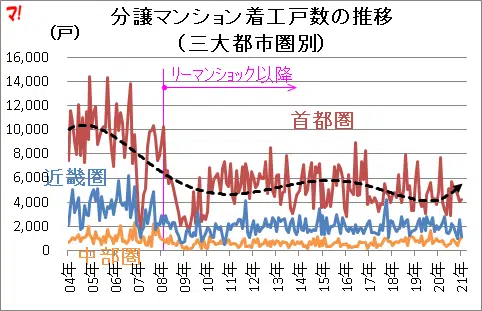 マ!
分譲マンション着工戸数の推移
（三大都市圏別）
(戸)
リーマンショック以降
16,000
14,000
12,000
10,000
8,000
6,000
4,000
2,000
0
首都圏
近畿圏
中部圏
04年
05年
06年
07年
08年
09年
10年
11年
12年
13年
14年
15年
16年
17年
18年
19年
20年
21年